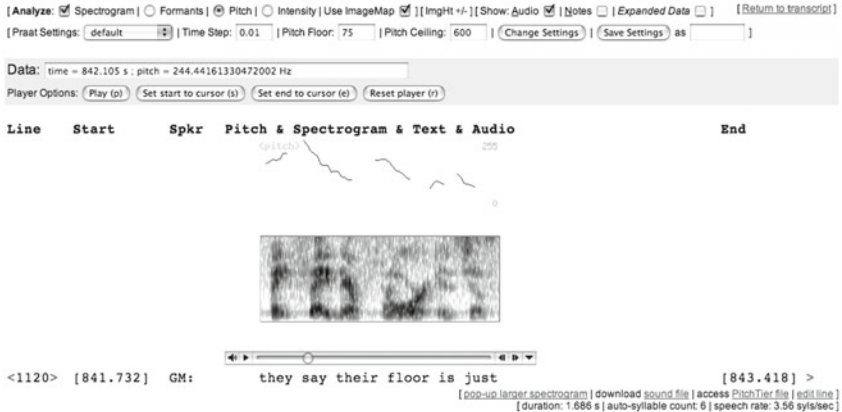 [Analyze: Spectrogram | Formants | Pitch | Intensity | Use ImageMap ] [ ImgHt +/- ] [ Show: Audio | Notes | Expanded Data ] [Return to transcript]
[Praat Settings: default | Time Step: 0.01 | Pitch Floor: 75 | Pitch Ceiling: 600 | Change Settings | Save Settings as ]
Data: time = 842.105 s ; pitch = 244.44161330472002 Hz
Player Options: Play (p) Set start to cursor (s) Set end to cursor (e) Reset player (r)
Line Start Spkr Pitch & Spectrogram & Text & Audio End
<pitch> 255
0
<1120> [841.732] GM: they say their floor is just [843.418] >
[pop-up larger spectrogram | download sound file | access PitchTier file | edit line]
[duration: 1.686 s | auto-syllable count: 6 | speech rate: 3.56 syls/sec]